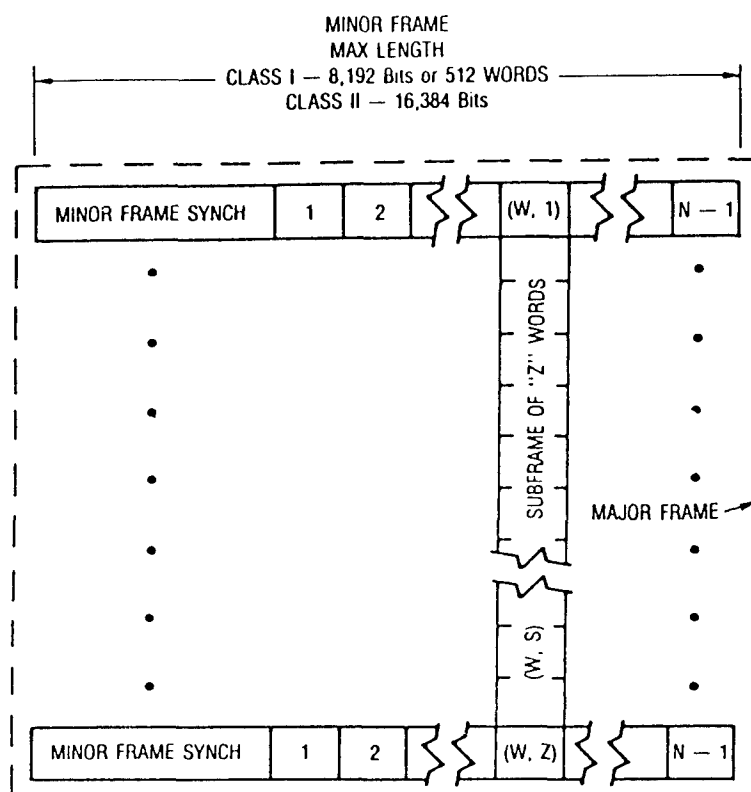 MINOR FRAME
MAX LENGTH
CLASS I — 8,192 Bits or 512 WORDS
CLASS II — 16,384 Bits
MINOR FRAME SYNCH 1 2 (W, 1) N — 1
SUBFRAME OF "Z" WORDS
MAJOR FRAME
(W, S)
MINOR FRAME SYNCH 1 2 (W, Z) N — 1